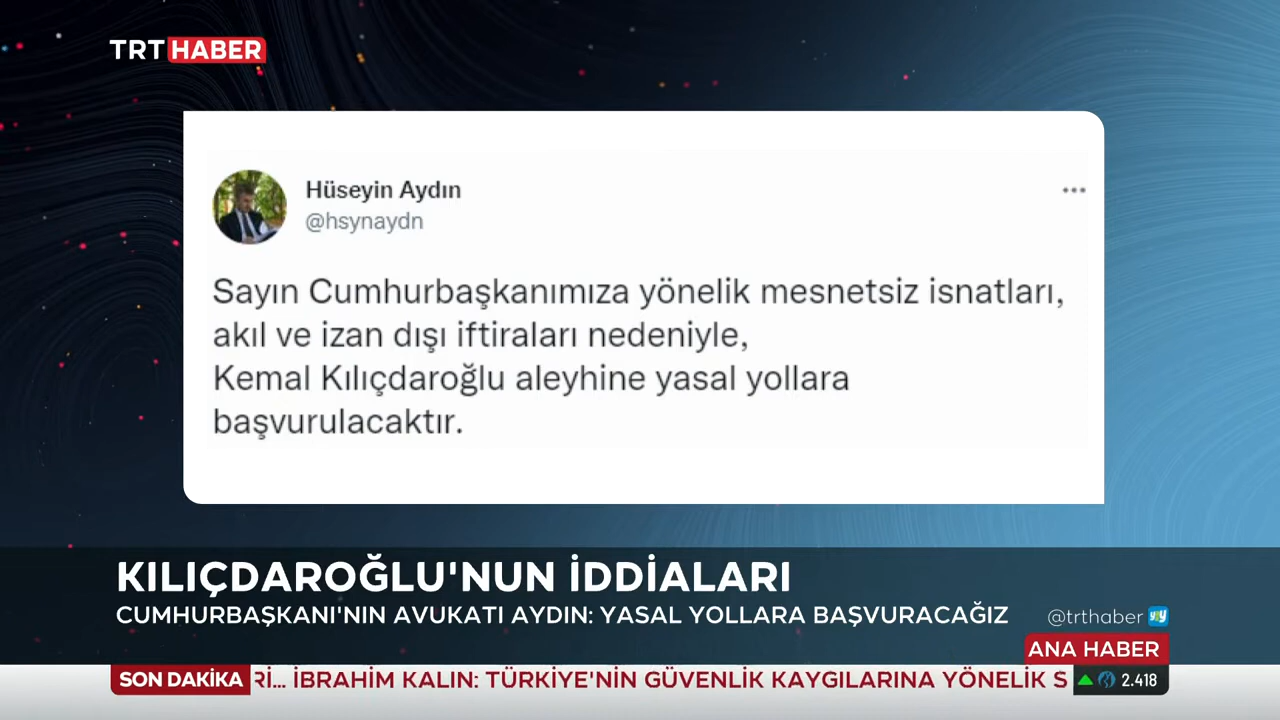 TRT HABER
Hüseyin Aydın
@hsynaydn
Sayın Cumhurbaşkanımıza yönelik mesnetsiz isnatları,
akıl ve izan dışı iftiraları nedeniyle,
Kemal Kılıçdaroğlu aleyhine yasal yollara
başvurulacaktır.
KILIÇDAROĞLU'NUN İDDİALARI
CUMHURBAŞKANI'NIN AVUKATI AYDIN: YASAL YOLLARA BAŞVURACAĞIZ
@trthaber
ANA HABER
SON DAKİKA Rİ... İBRAHİM KALIN: TÜRKİYE'NİN GÜVENLİK KAYGILARINA YÖNELİK S 2.418